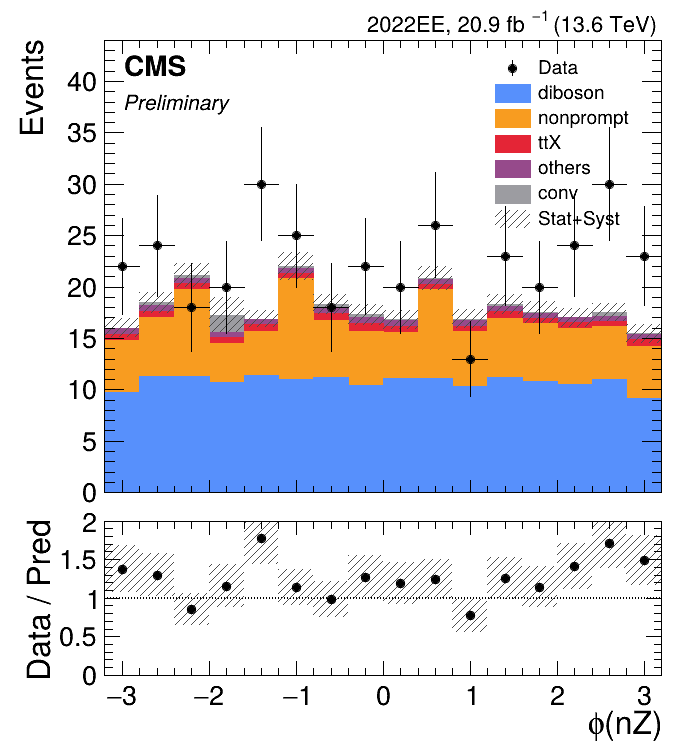 2022EE, 20.9 fb⁻¹ (13.6 TeV)
CMS
Preliminary
Events
40
35
30
25
20
15
10
5
0
Data
diboson
nonprompt
ttX
others
conv
Stat+Syst
Data / Pred
2
1.5
1
0.5
0
−3 −2 −1 0 1 2 3
ϕ(nZ)